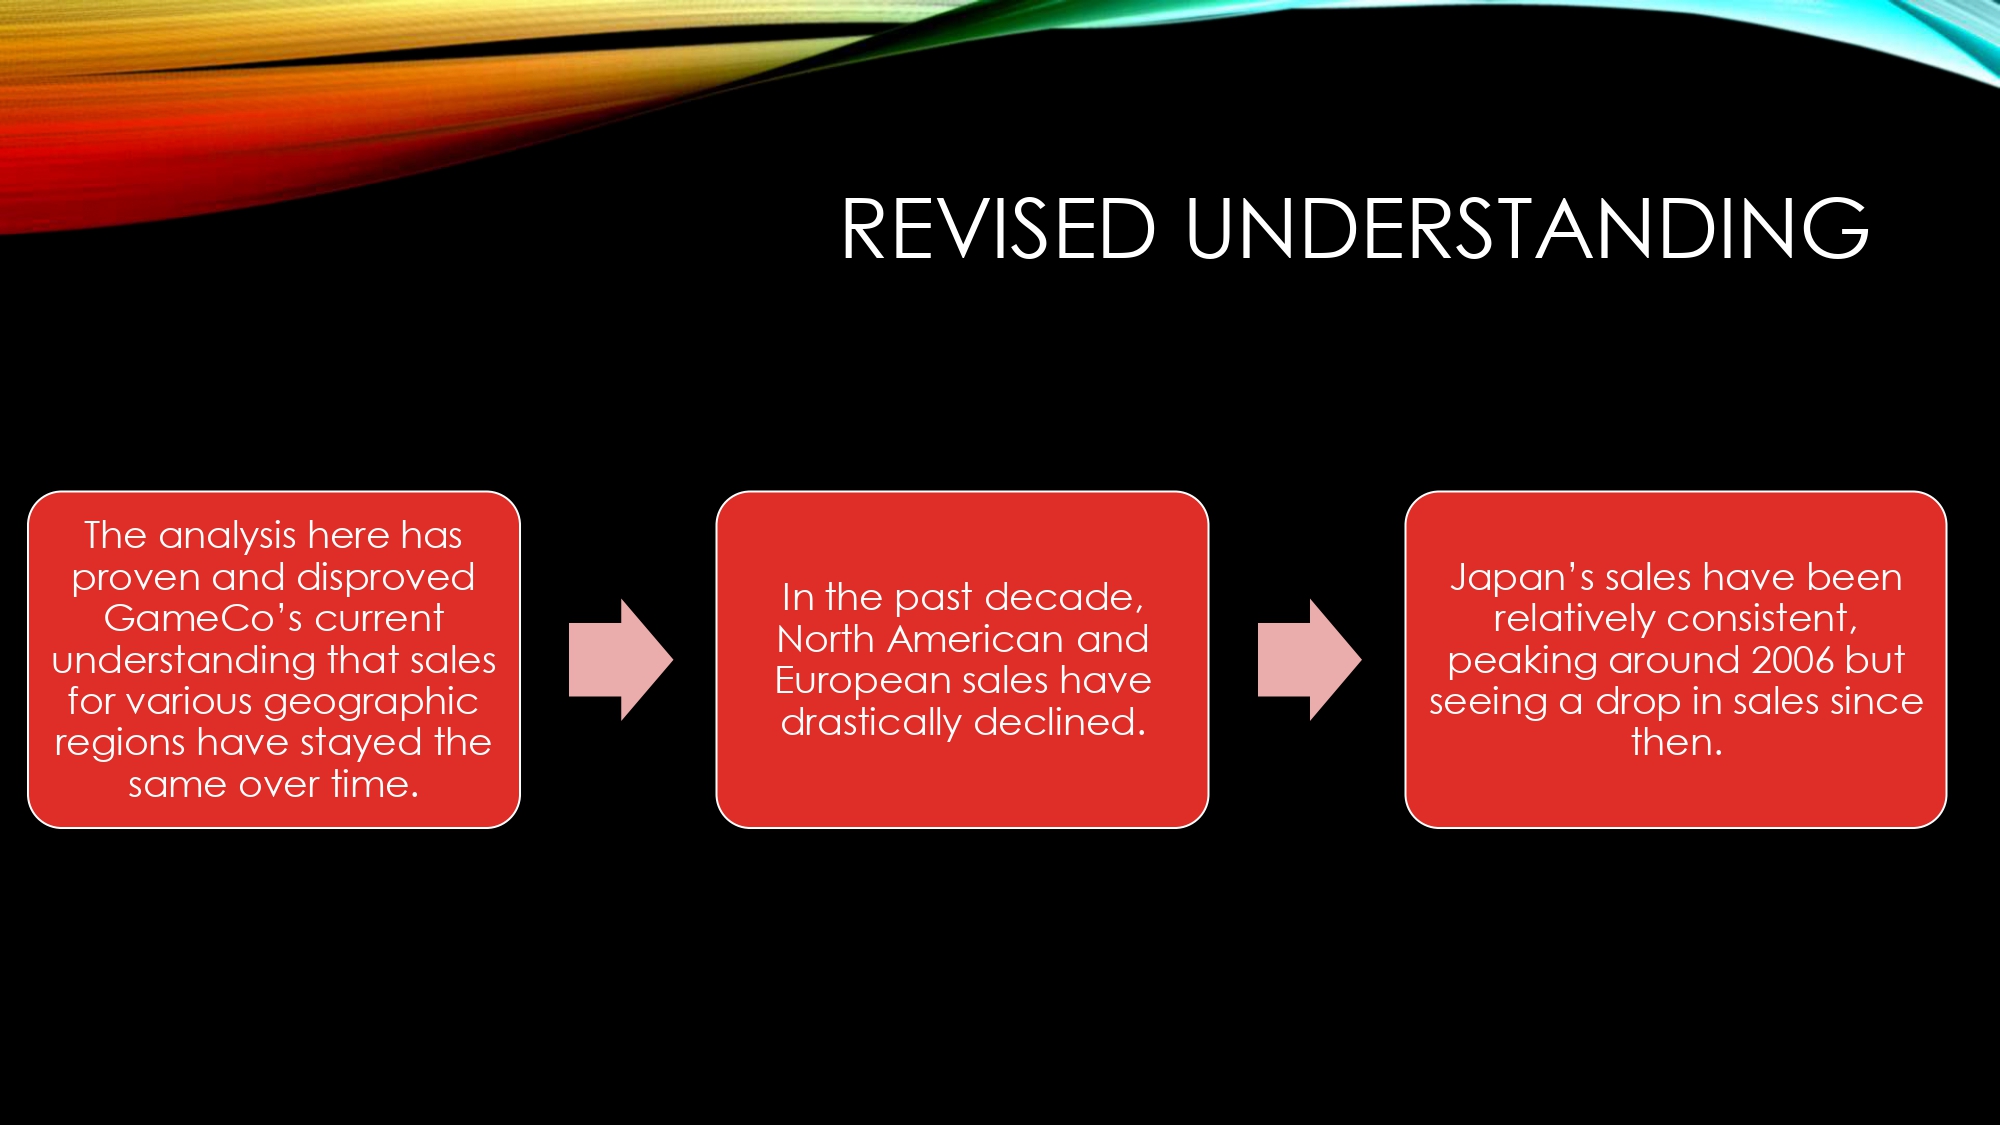 REVISED UNDERSTANDING
The analysis here has
proven and disproved
GameCo’s current
understanding that sales
for various geographic
regions have stayed the
same over time.
In the past decade,
North American and
European sales have
drastically declined.
Japan’s sales have been
relatively consistent,
peaking around 2006 but
seeing a drop in sales since
then.